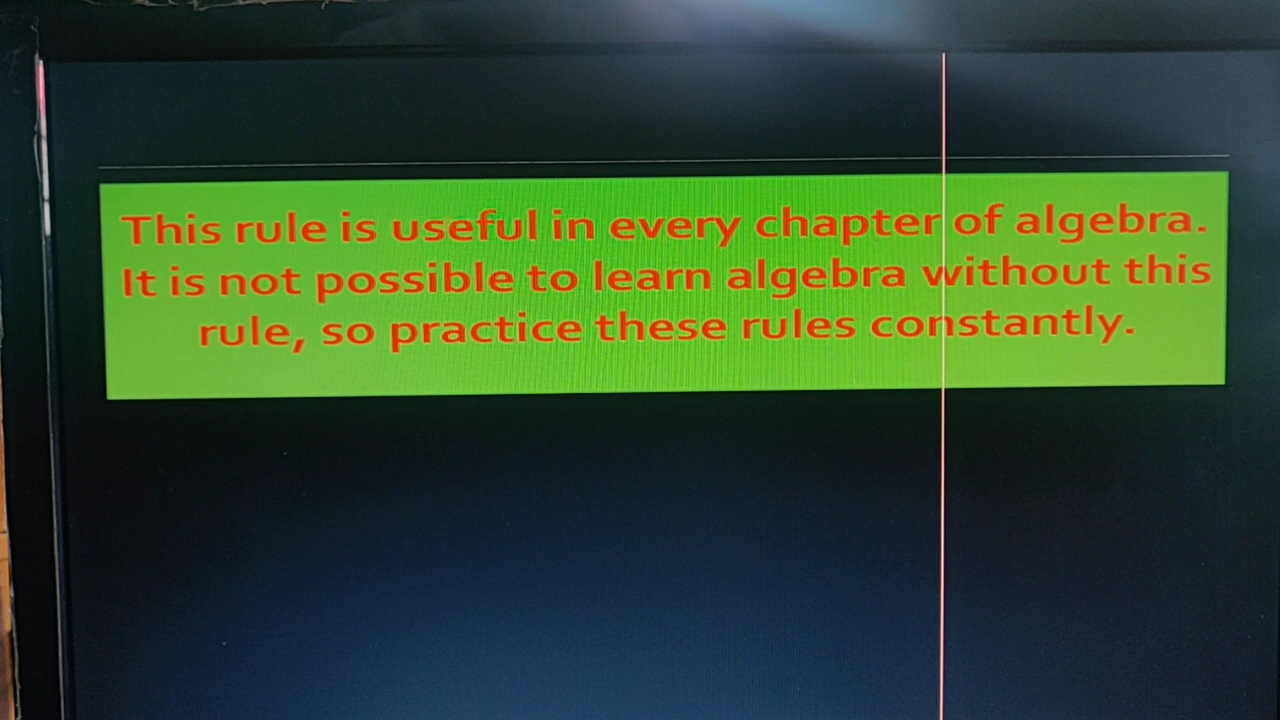 This rule is useful in every chapter of algebra.
It is not possible to learn algebra without this
rule, so practice these rules constantly.